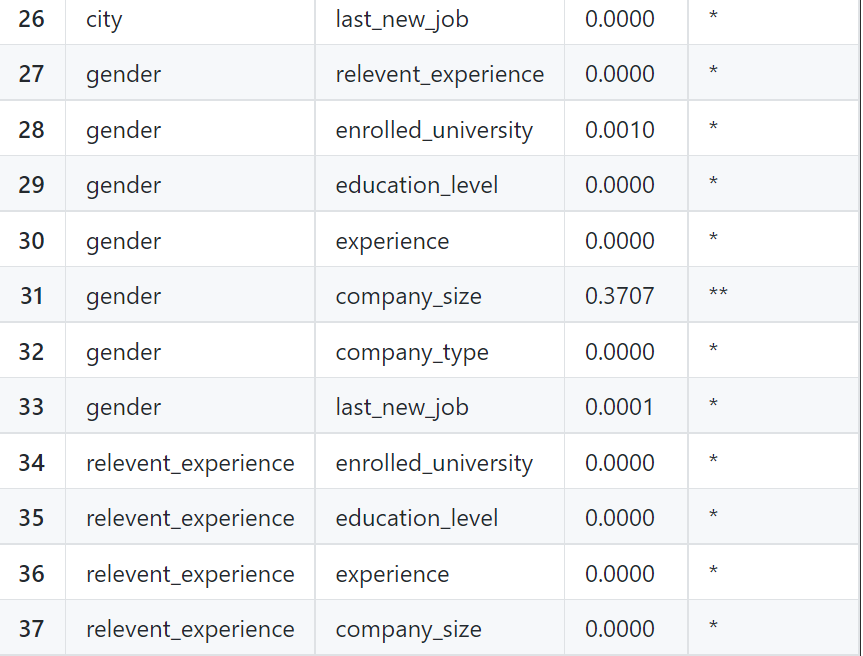 26 city last_new_job 0.0000 *
27 gender relevent_experience 0.0000 *
28 gender enrolled_university 0.0010 *
29 gender education_level 0.0000 *
30 gender experience 0.0000 *
31 gender company_size 0.3707 **
32 gender company_type 0.0000 *
33 gender last_new_job 0.0001 *
34 relevent_experience enrolled_university 0.0000 *
35 relevent_experience education_level 0.0000 *
36 relevent_experience experience 0.0000 *
37 relevent_experience company_size 0.0000 *